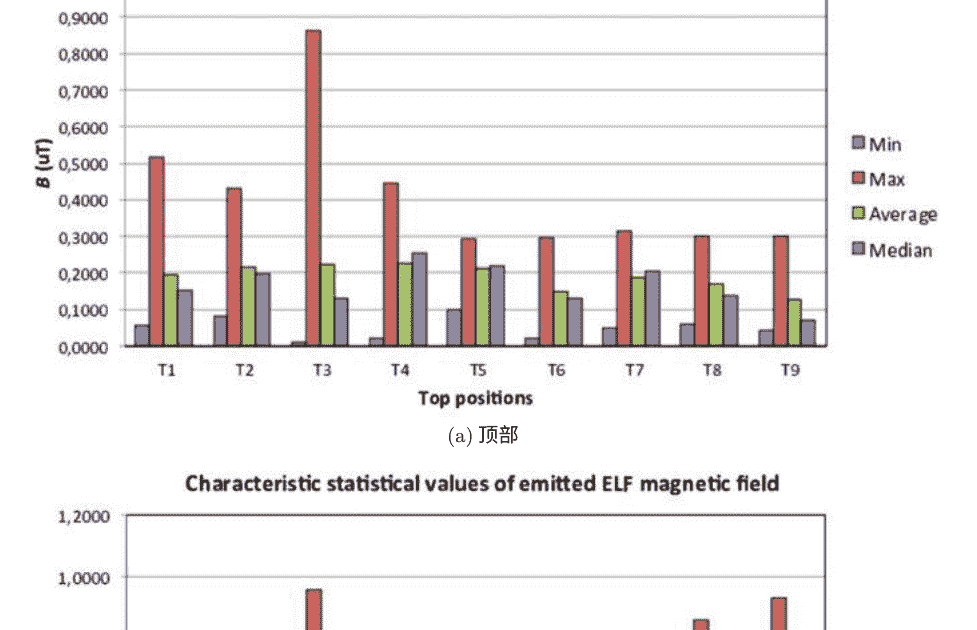 0,9000
0,8000
0,7000
0,6000
0,5000
0,4000
0,3000
0,2000
0,1000
0,0000
B (uT)
T1 T2 T3 T4 T5 T6 T7 T8 T9
Top positions
Min
Max
Average
Median
(a) 顶部
Characteristic statistical values of emitted ELF magnetic field
1,2000
1,0000